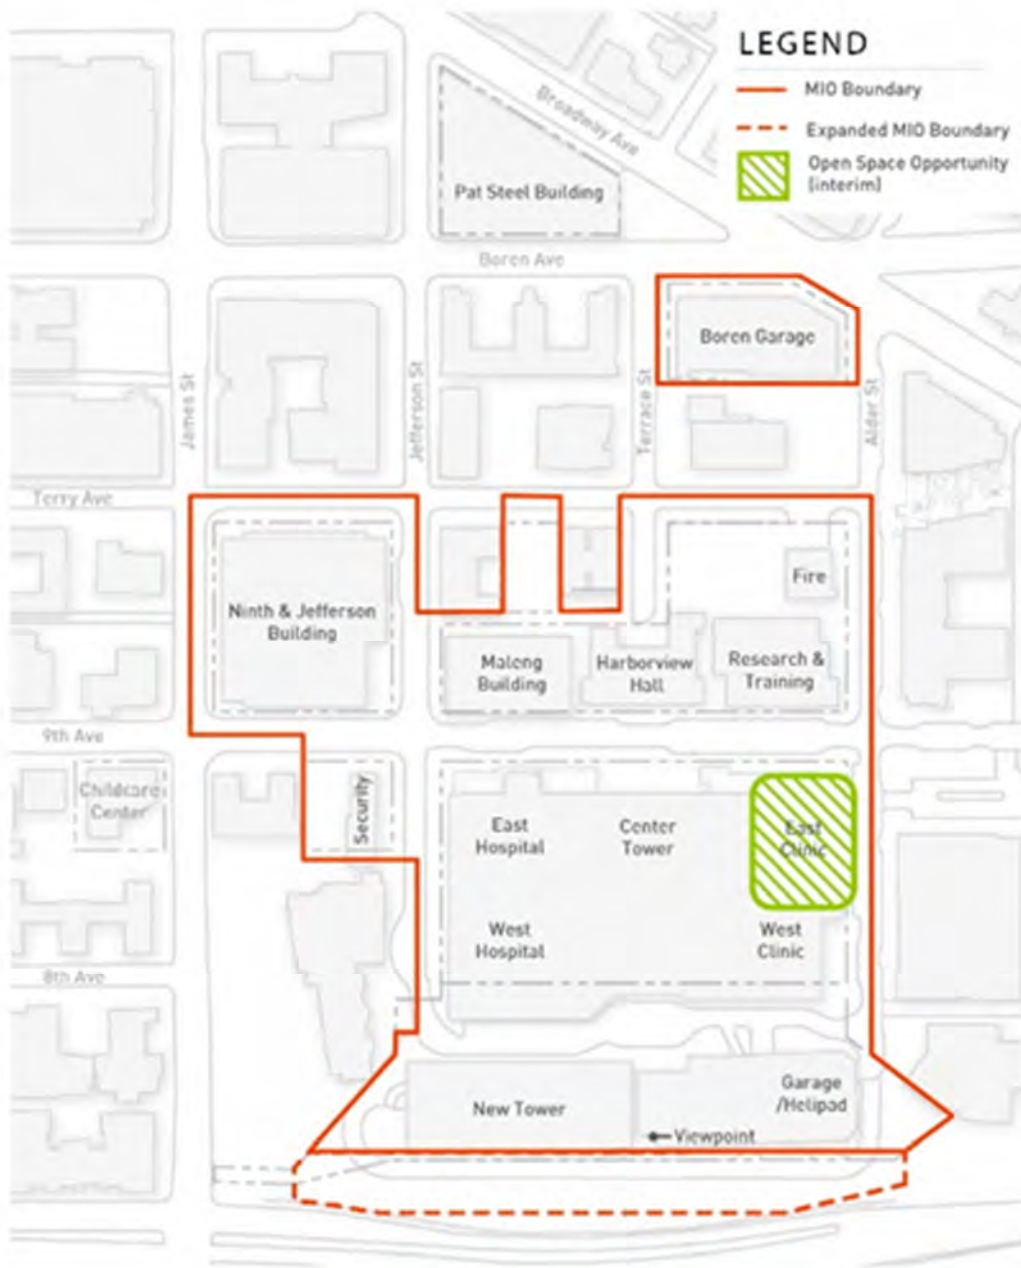 LEGEND
MIO Boundary
Expanded MIO Boundary
Open Space Opportunity
[interim]
Broadway Ave
Pat Steel Building
Boren Ave
Boren Garage
James St
Jefferson St
Terrace St
Alder St
Terry Ave
Fire
Ninth & Jefferson
Building
Maleng
Building
Harborview
Hall
Research &
Training
9th Ave
Childcare
Center
Security
East
Hospital
Center
Tower
East
Clinic
West
Hospital
West
Clinic
8th Ave
New Tower
Garage
/Helipad
Viewpoint